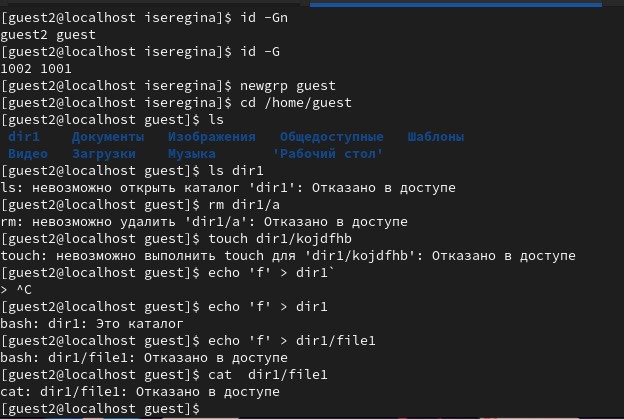 [guest2@localhost iseregina]$ id -Gn
guest2 guest
[guest2@localhost iseregina]$ id -G
1002 1001
[guest2@localhost iseregina]$ newgrp guest
[guest2@localhost iseregina]$ cd /home/guest
[guest2@localhost guest]$ ls
dir1 Документы Изображения Общедоступные Шаблоны
Видео Загрузки Музыка 'Рабочий стол'
[guest2@localhost guest]$ ls dir1
ls: невозможно открыть каталог 'dir1': Отказано в доступе
[guest2@localhost guest]$ rm dir1/a
rm: невозможно удалить 'dir1/a': Отказано в доступе
[guest2@localhost guest]$ touch dir1/kojdfhb
touch: невозможно выполнить touch для 'dir1/kojdfhb': Отказано в доступе
[guest2@localhost guest]$ echo 'f' > dir1`
> ^C
[guest2@localhost guest]$ echo 'f' > dir1
bash: dir1: Это каталог
[guest2@localhost guest]$ echo 'f' > dir1/file1
bash: dir1/file1: Отказано в доступе
[guest2@localhost guest]$ cat  dir1/file1
cat: dir1/file1: Отказано в доступе
[guest2@localhost guest]$